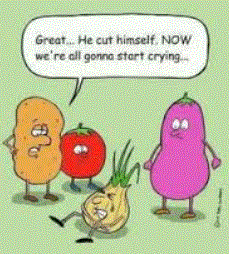 Great... He cut himself. NOW
we're all gonna start crying...